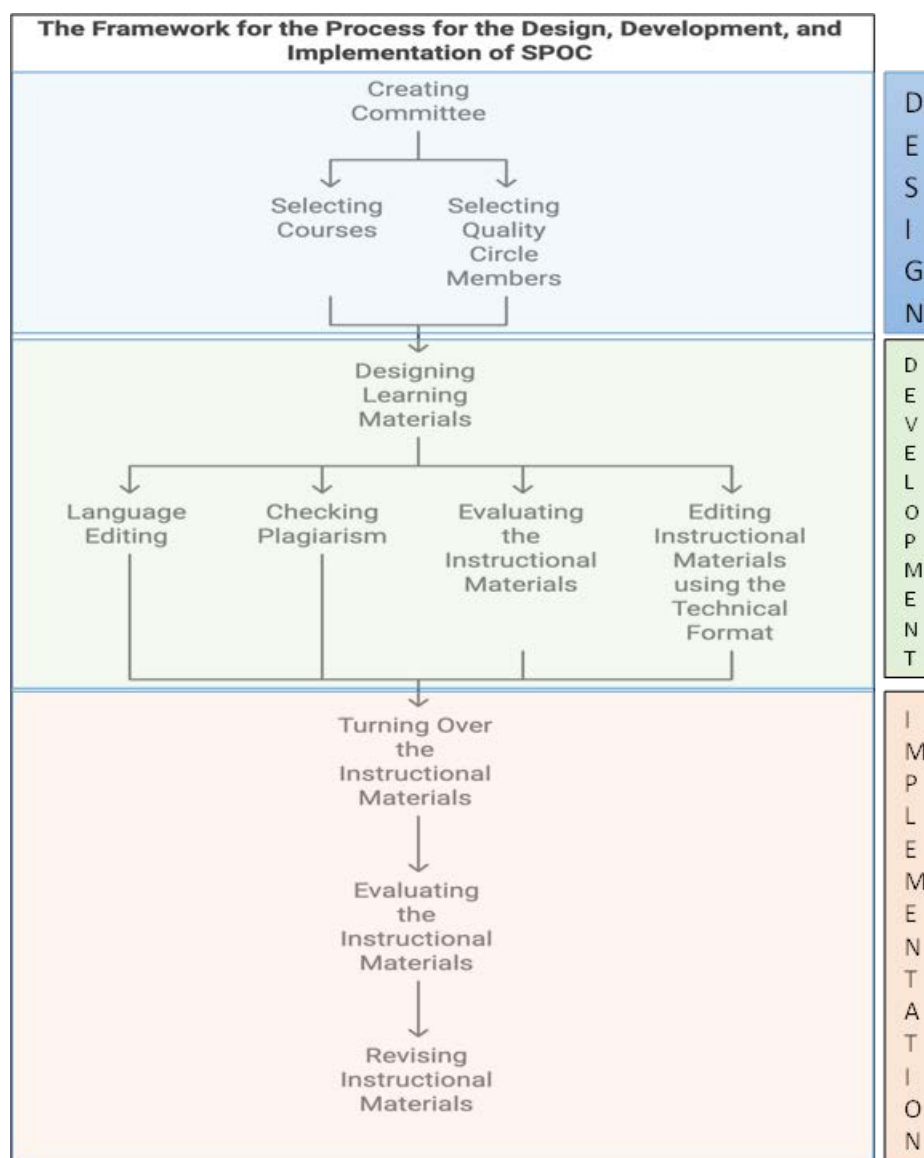 The Framework for the Process for the Design, Development, and
Implementation of SPOC
Creating
Committee
Selecting
Courses
Selecting
Quality
Circle
Members
D
E
S
I
G
N
Designing
Learning
Materials
Language
Editing
Checking
Plagiarism
Evaluating
the
Instructional
Materials
Editing
Instructional
Materials
using the
Technical
Format
D
E
V
E
L
O
P
M
E
N
T
Turning Over
the
Instructional
Materials
Evaluating
the
Instructional
Materials
Revising
Instructional
Materials
I
M
P
L
E
M
E
N
T
A
T
I
O
N